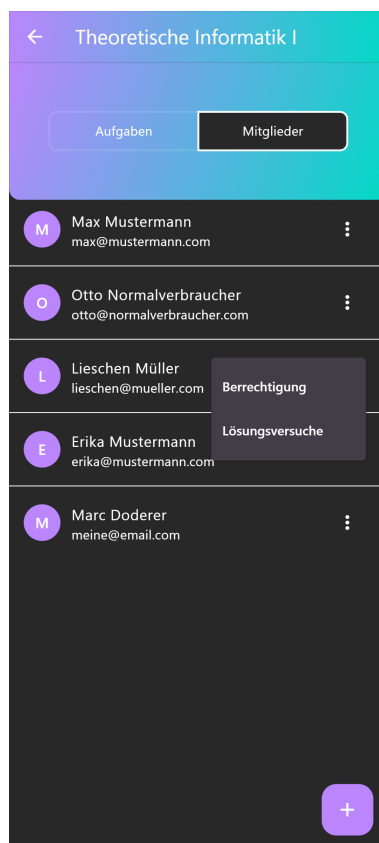 Theoretische Informatik I
Aufgaben
Mitglieder
M
Max Mustermann
max@mustermann.com
O
Otto Normalverbraucher
otto@normalverbraucher.com
L
Lieschen Müller
lieschen@mueller.com
Berrechtigung
Lösungsversuche
E
Erika Mustermann
erika@mustermann.com
M
Marc Doderer
meine@email.com
+